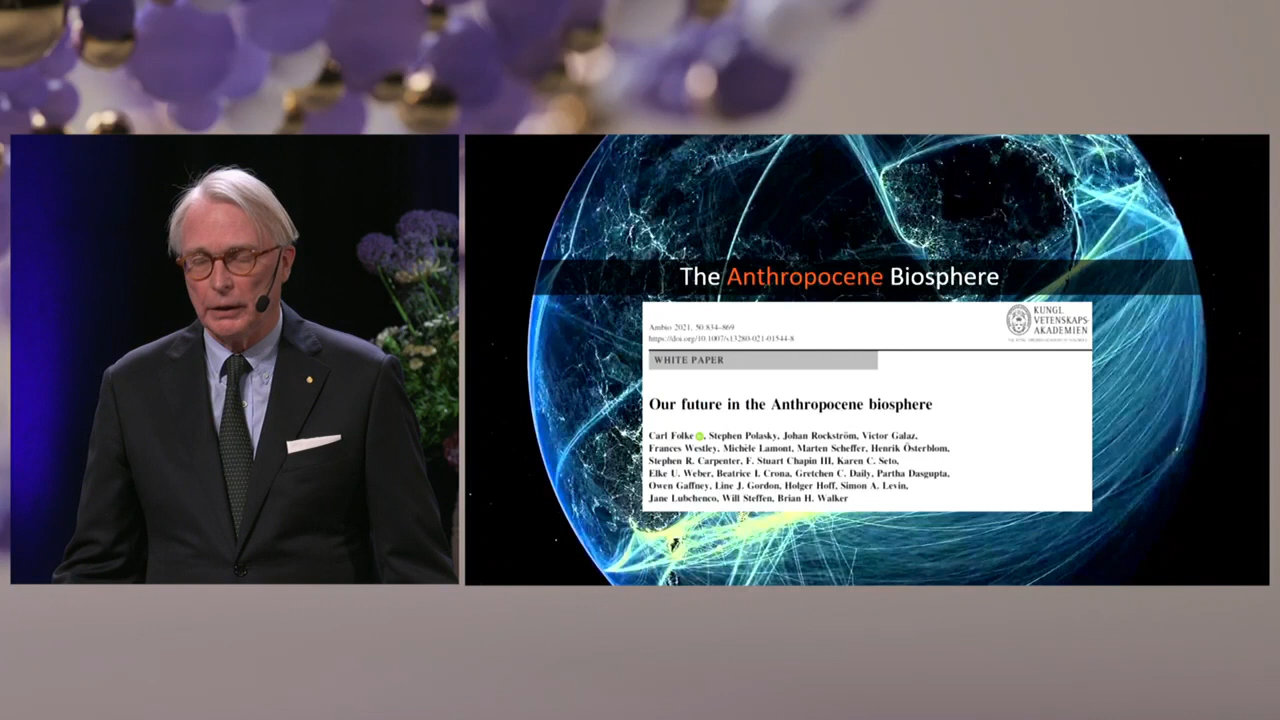 The Anthropocene Biosphere
KUNGL.
VETENSKAPS-
AKADEMIEN
Ambio 2021, 50:834–869
https://doi.org/10.1007/s13280-021-01544-8
WHITE PAPER
Our future in the Anthropocene biosphere
Carl Folke, Stephen Polasky, Johan Rockström, Victor Galaz,
Frances Westley, Michèle Lamont, Marten Scheffer, Henrik Österblom,
Stephen R. Carpenter, F. Stuart Chapin III, Karen C. Seto,
Elke U. Weber, Beatrice I. Crona, Gretchen C. Daily, Partha Dasgupta,
Owen Gaffney, Line J. Gordon, Holger Hoff, Simon A. Levin,
Jane Lubchenco, Will Steffen, Brian H. Walker